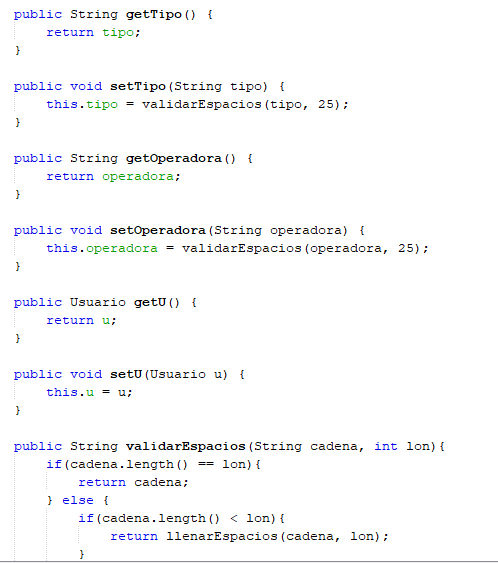 public String getTipo() {
    return tipo;
}

public void setTipo(String tipo) {
    this.tipo = validarEspacios(tipo, 25);
}

public String getOperadora() {
    return operadora;
}

public void setOperadora(String operadora) {
    this.operadora = validarEspacios(operadora, 25);
}

public Usuario getU() {
    return u;
}

public void setU(Usuario u) {
    this.u = u;
}

public String validarEspacios(String cadena, int lon){
    if(cadena.length() == lon){
        return cadena;
    } else {
        if(cadena.length() < lon){
            return llenarEspacios(cadena, lon);
        }